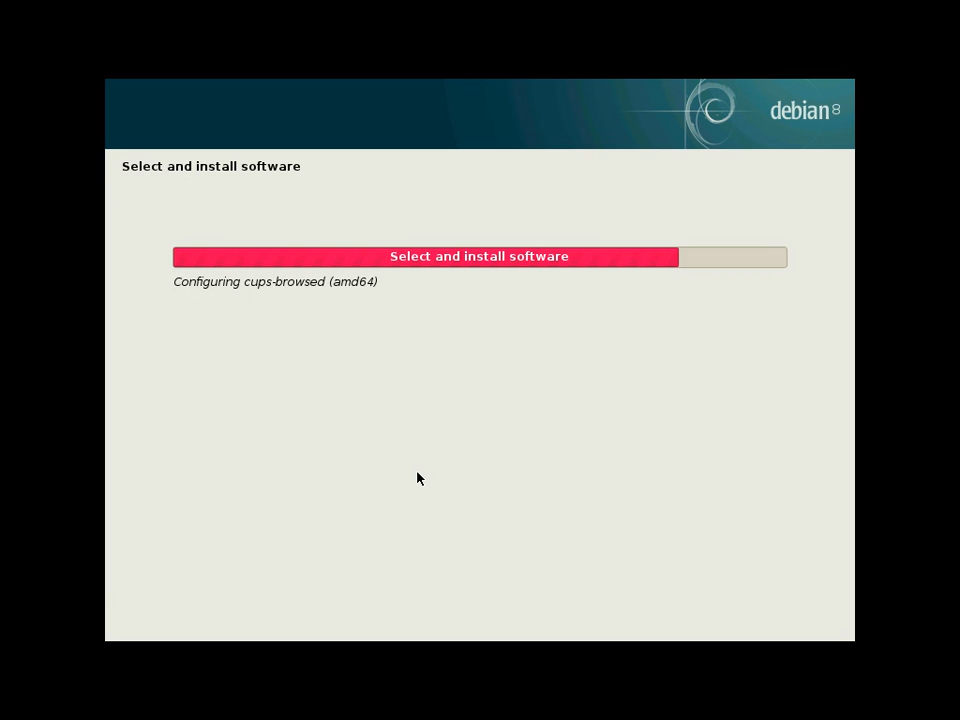 debian 8
Select and install software
Select and install software
Configuring cups-browsed (amd64)